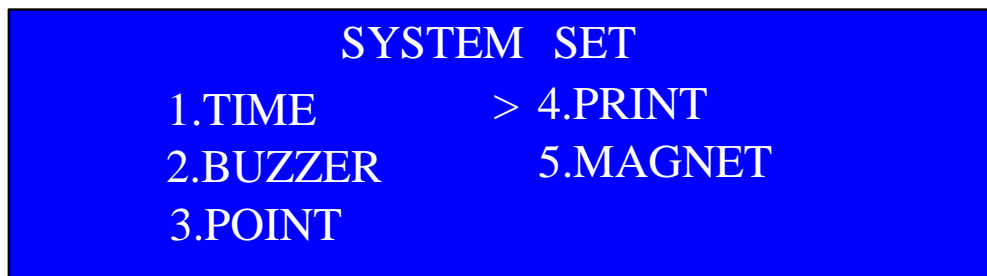 SYSTEM SET
1.TIME > 4.PRINT
2.BUZZER 5.MAGNET
3.POINT